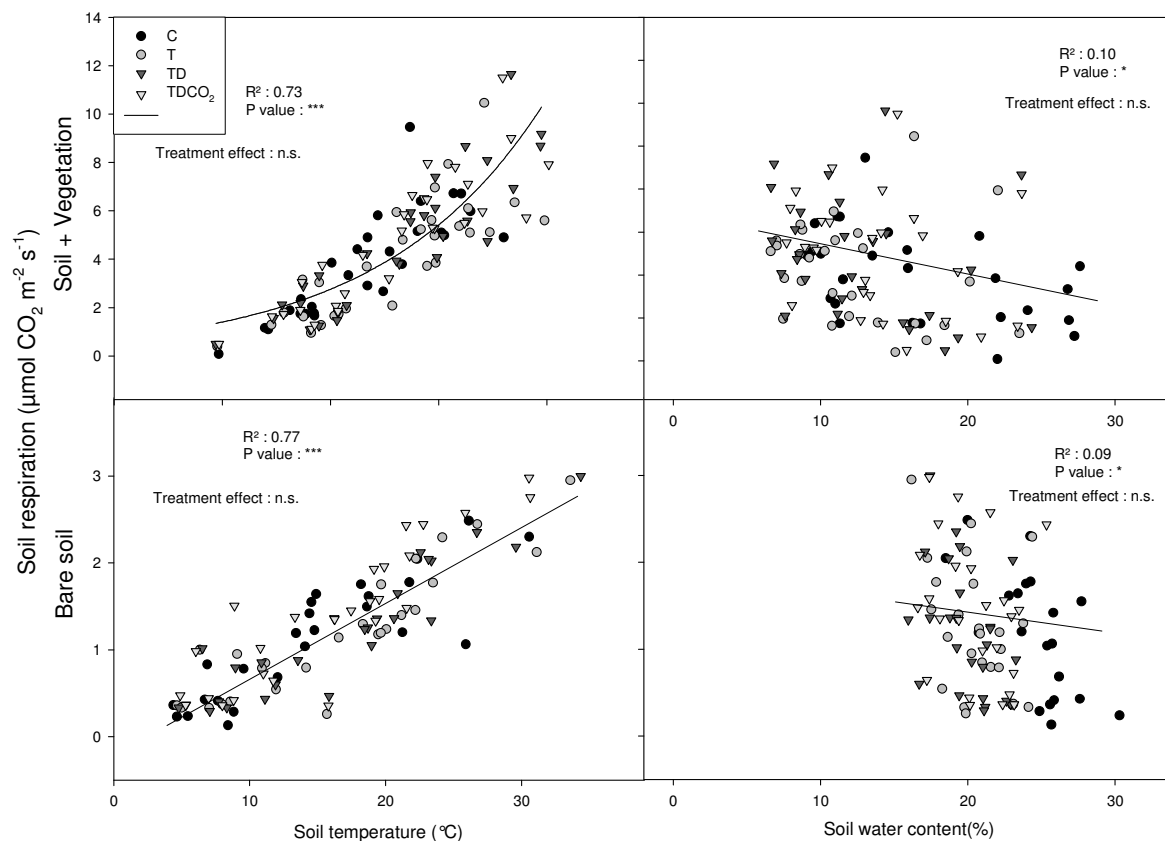 14
12
10
8
6
4
2
0
C
T
TD
TDCO₂
R² : 0.73
P value : ***
Treatment effect : n.s.
R² : 0.10
P value : *
Treatment effect : n.s.
0 10 20 30
Soil respiration (µmol CO₂ m⁻² s⁻¹)
Soil + Vegetation
Bare soil
3
2
1
0
R² : 0.77
P value : ***
Treatment effect : n.s.
R² : 0.09
P value : *
Treatment effect : n.s.
0 10 20 30
0 10 20 30
Soil temperature (°C)
Soil water content(%)